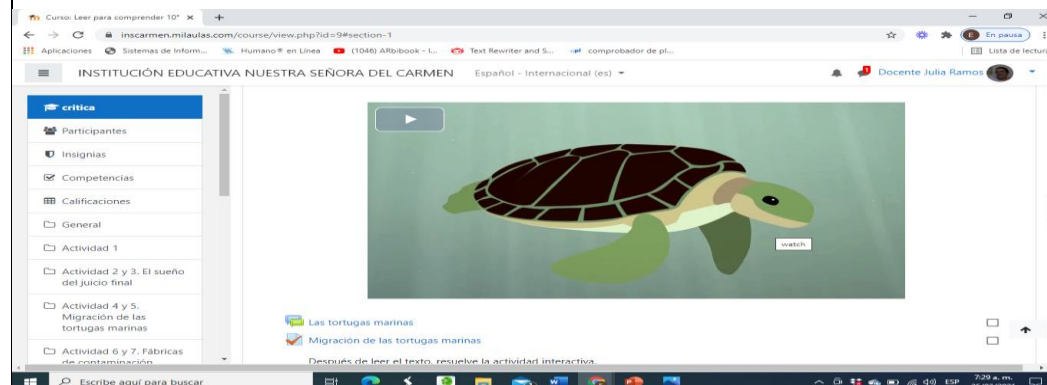 Curso: Leer para comprender 10°
inscarmen.milaulas.com/course/view.php?id=9#section-1
En pausa
Aplicaciones Sistemas de Inform... Humano® en Línea (1046) ARbibook - I... Text Rewriter and S... comprobador de pl... Lista de lectura
INSTITUCIÓN EDUCATIVA NUESTRA SEÑORA DEL CARMEN Español - Internacional (es) Docente Julia Ramos
critica
Participantes
Insignias
Competencias
Calificaciones
General
Actividad 1
Actividad 2 y 3. El sueño
del juicio final
Actividad 4 y 5.
Migración de las
tortugas marinas
Actividad 6 y 7. Fábricas
de contaminación
watch
Las tortugas marinas
Migración de las tortugas marinas
Después de leer el texto, resuelve la actividad interactiva.
Escribe aquí para buscar
ESP
7:29 a. m.